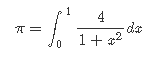 π = ∫₀¹ 4/(1 + x²) dx